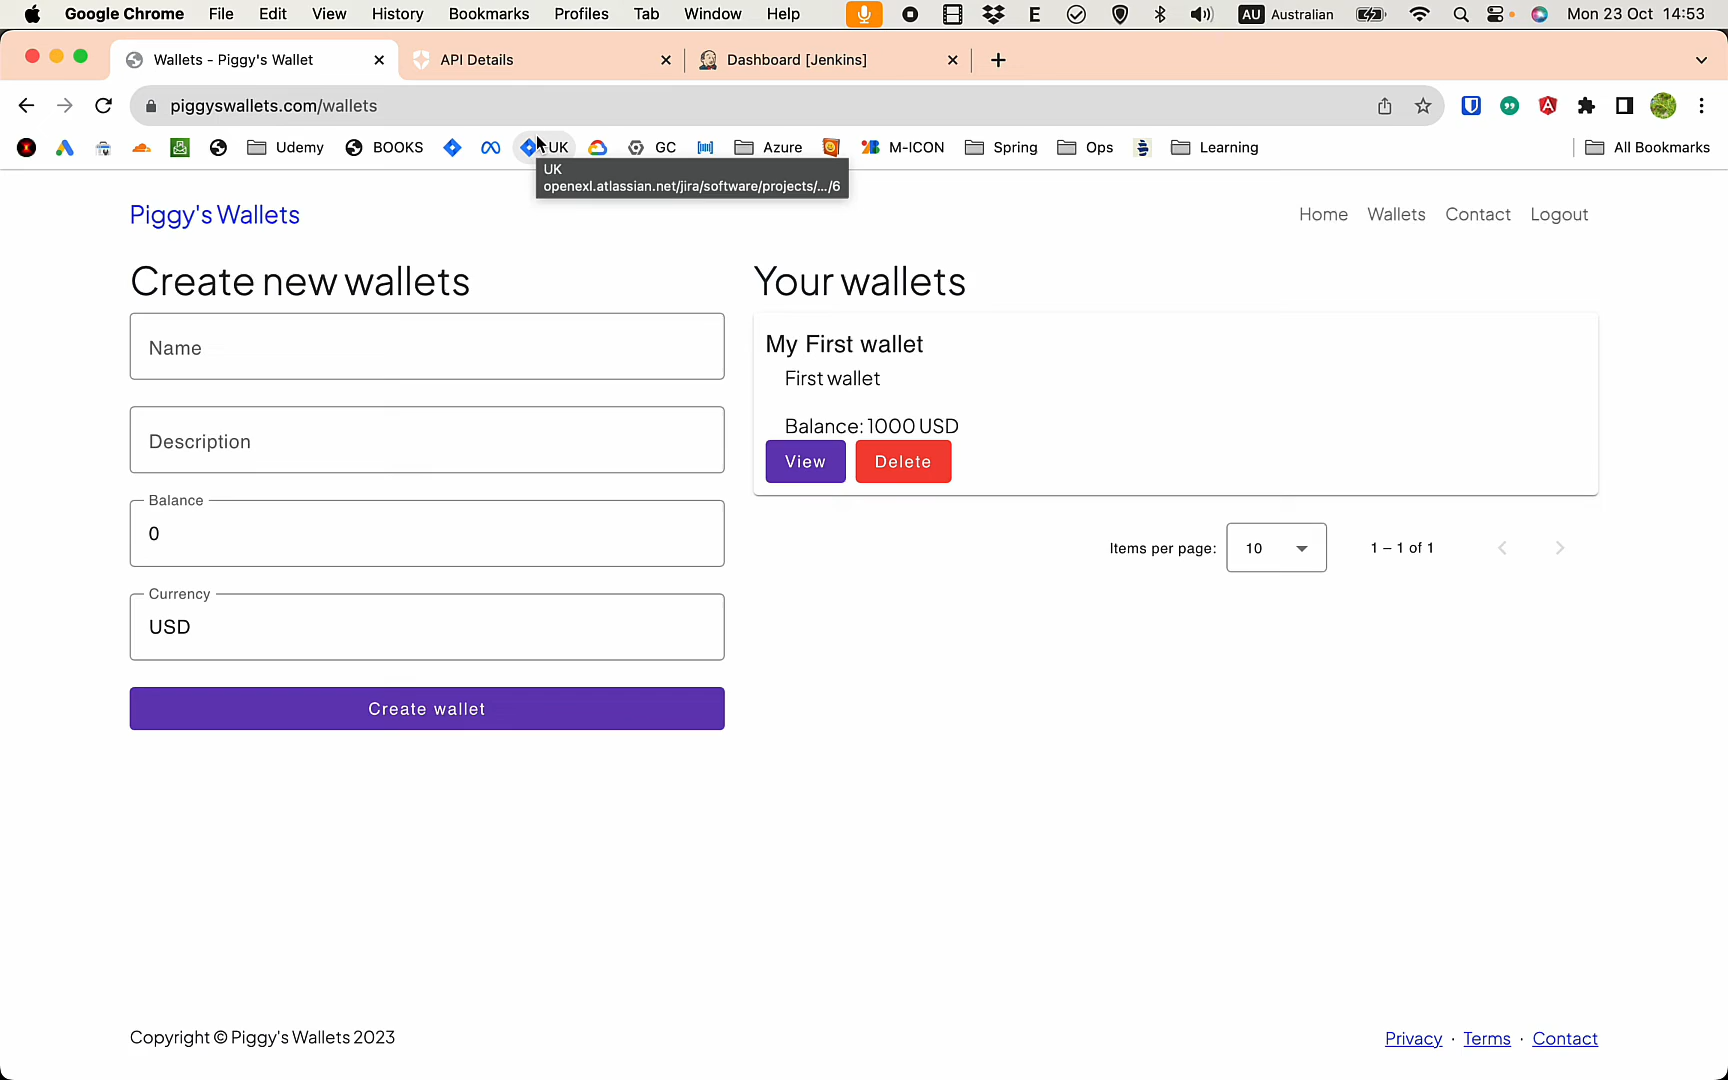 Google Chrome File Edit View History Bookmarks Profiles Tab Window Help E AU Australian Mon 23 Oct 14:53
Wallets - Piggy's Wallet API Details Dashboard [Jenkins]
piggyswallets.com/wallets
Udemy BOOKS UK GC Azure M-ICON Spring Ops Learning All Bookmarks
UK
openexl.atlassian.net/jira/software/projects/.../6
Piggy's Wallets Home Wallets Contact Logout
Create new wallets
Name
Description
Balance
0
Currency
USD
Create wallet
Your wallets
My First wallet
First wallet
Balance: 1000 USD
View Delete
Items per page: 10 1 – 1 of 1
Copyright © Piggy's Wallets 2023 Privacy · Terms · Contact